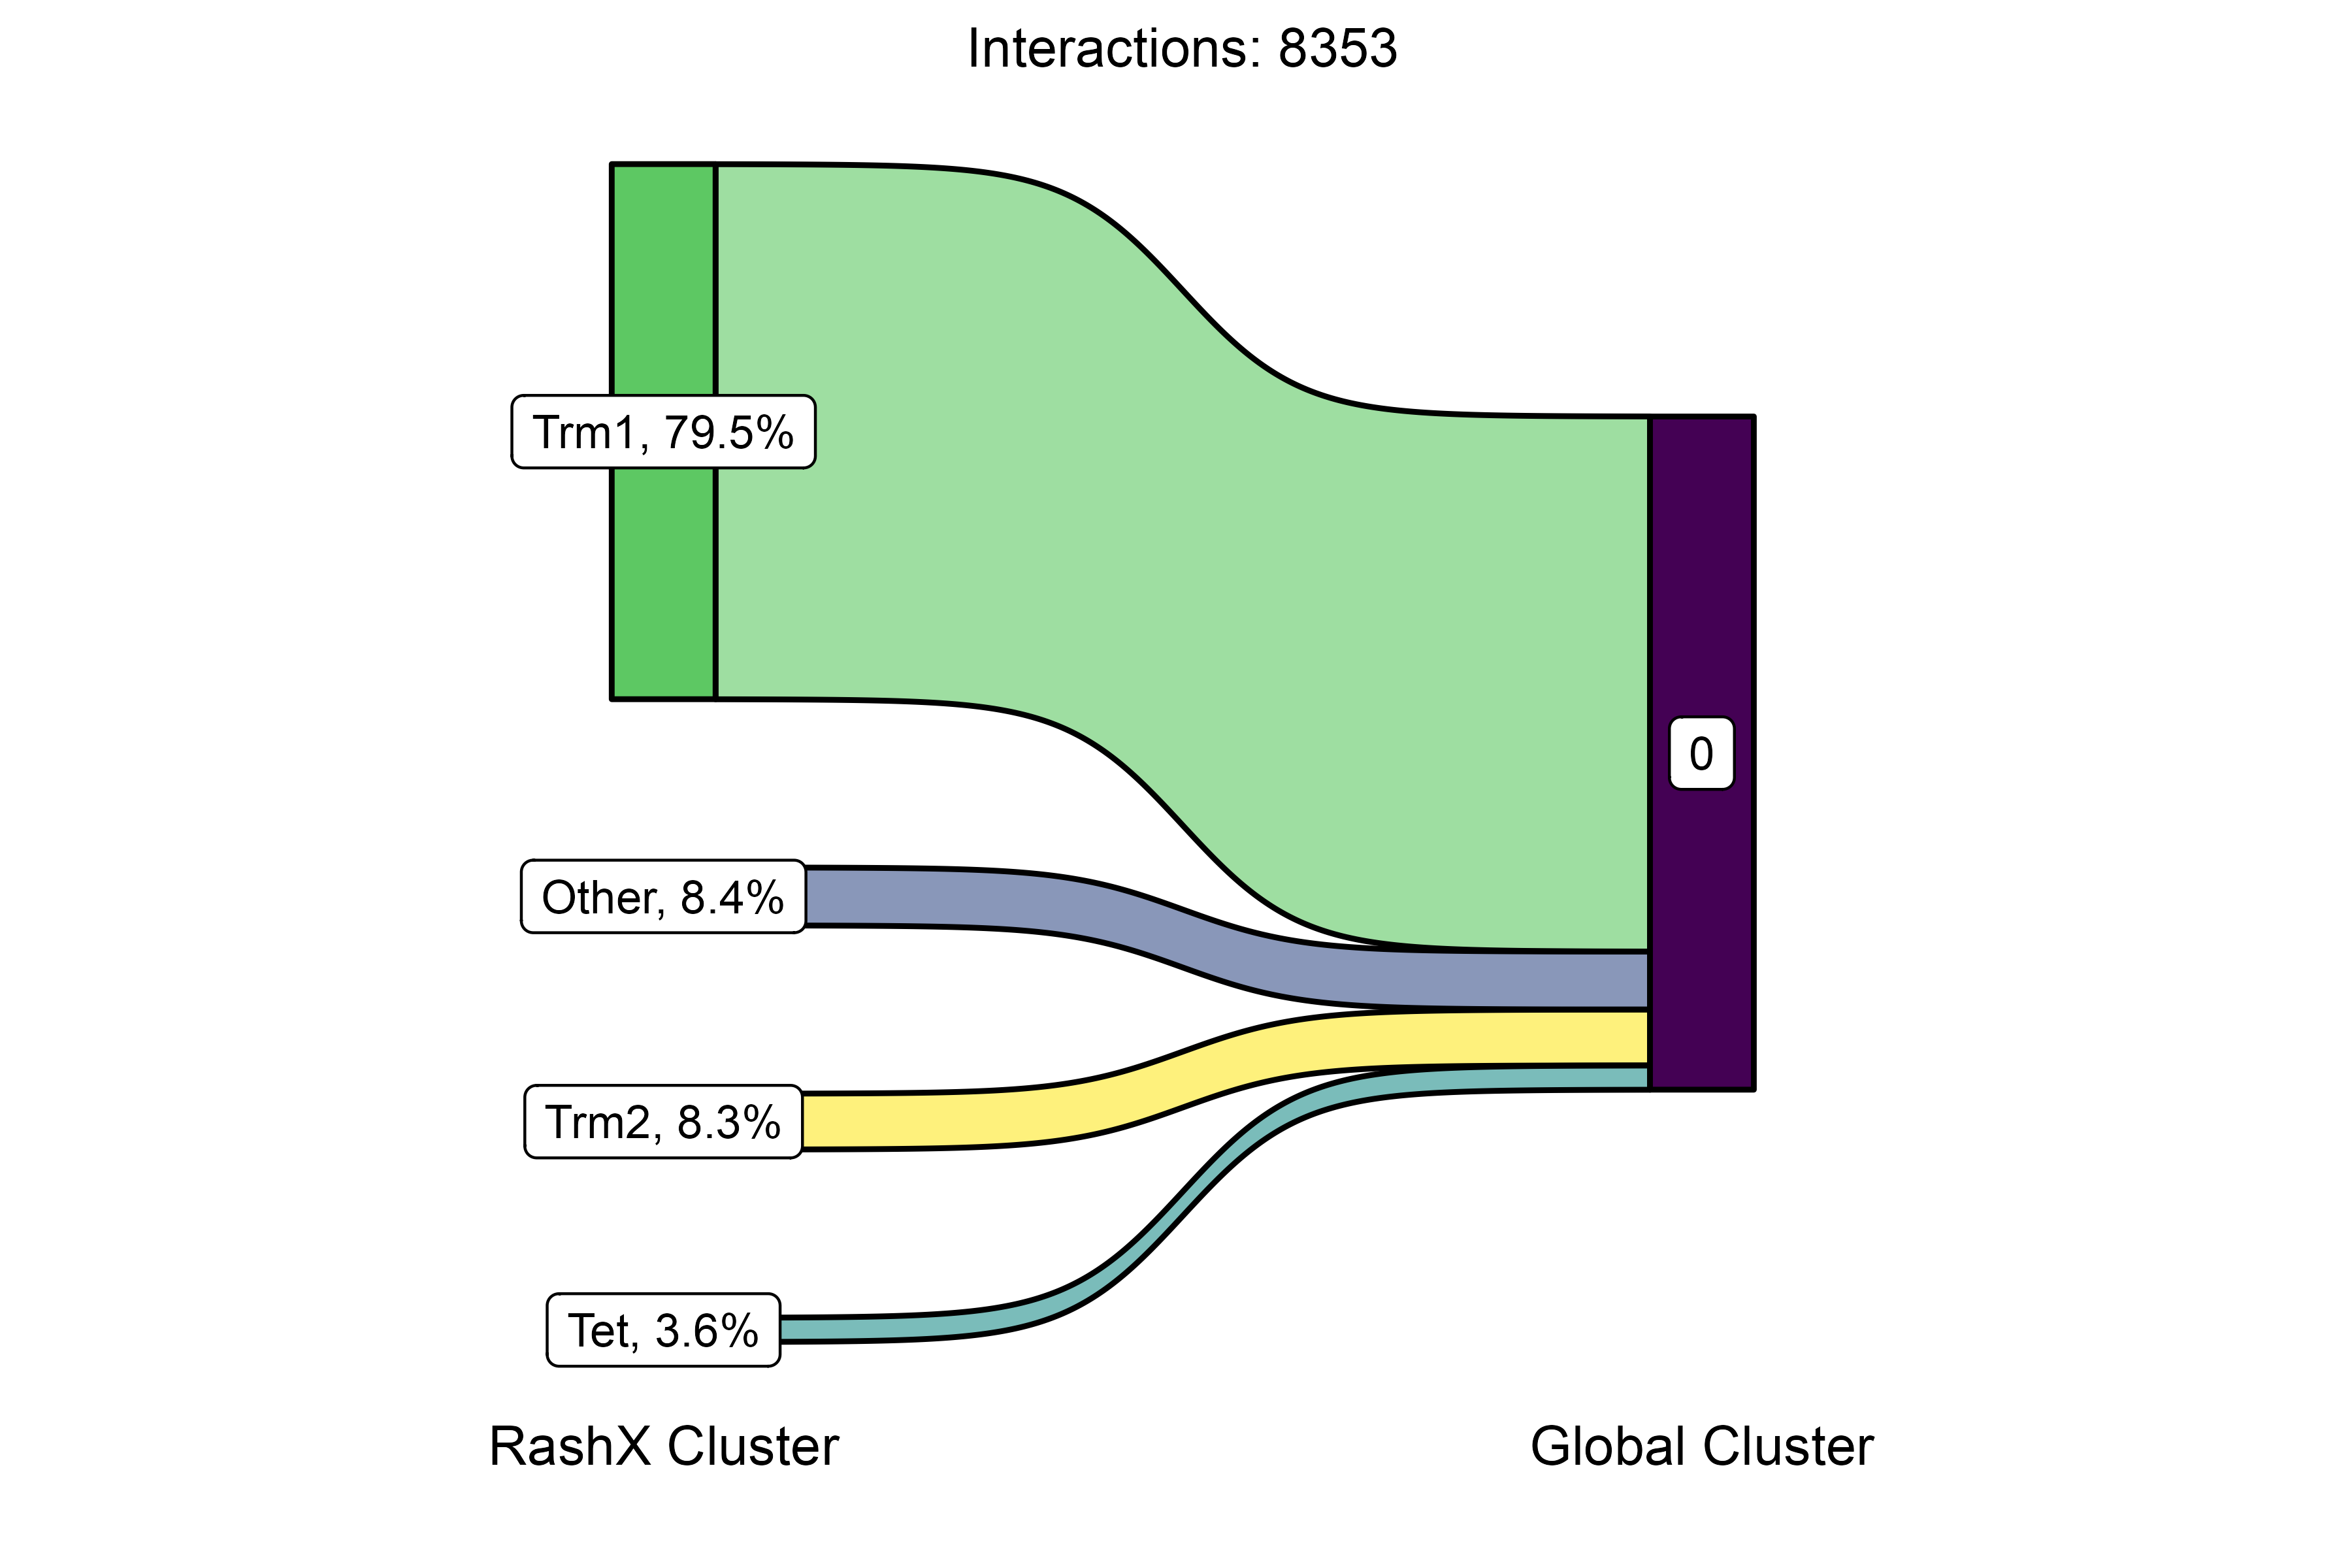 Interactions: 8353
Trm1, 79.5%
0
Other, 8.4%
Trm2, 8.3%
Tet, 3.6%
RashX Cluster
Global Cluster